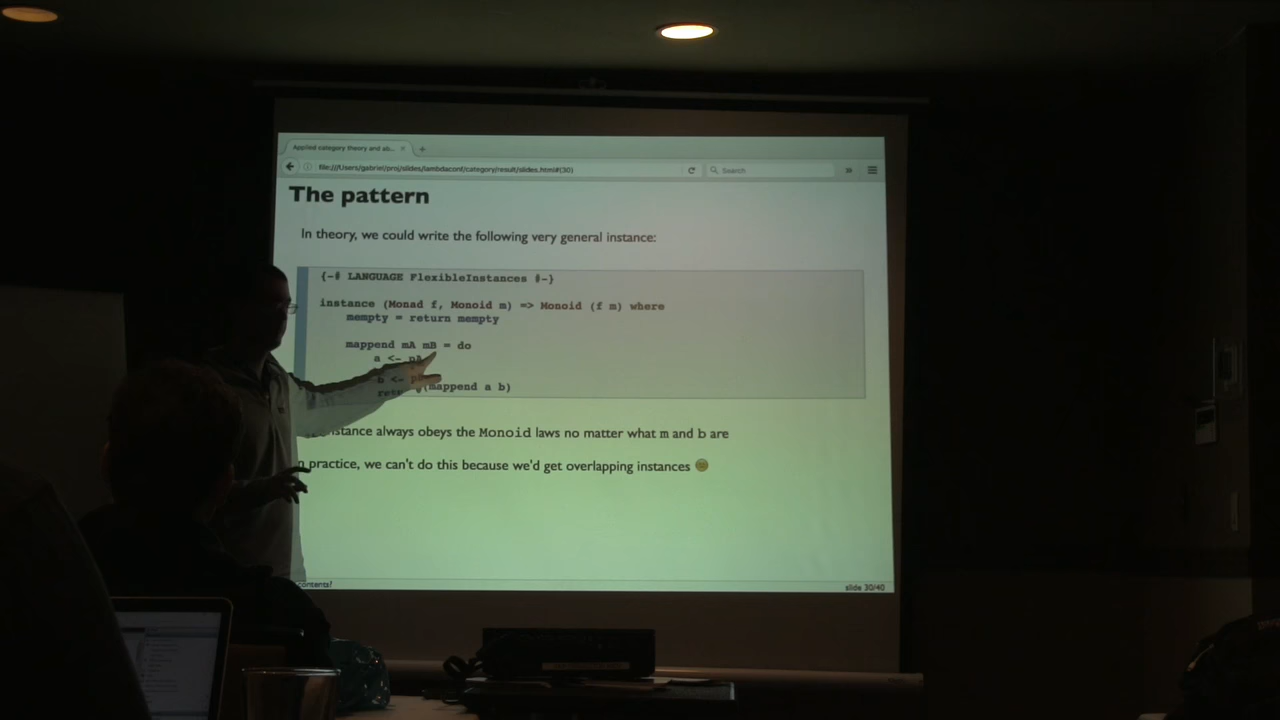 Applied category theory and ab... × +
file:///Users/gabriel/proj/slides/lambdaconf/category/result/slides.html#(30) Search »
The pattern
In theory, we could write the following very general instance:
{-# LANGUAGE FlexibleInstances #-}
instance (Monad f, Monoid m) => Monoid (f m) where
mempty = return mempty
mappend mA mB = do
a <- pA
b <-
(mappend a b)
instance always obeys the Monoid laws no matter what m and b are
n practice, we can't do this because we'd get overlapping instances
contents?
slide 30/40